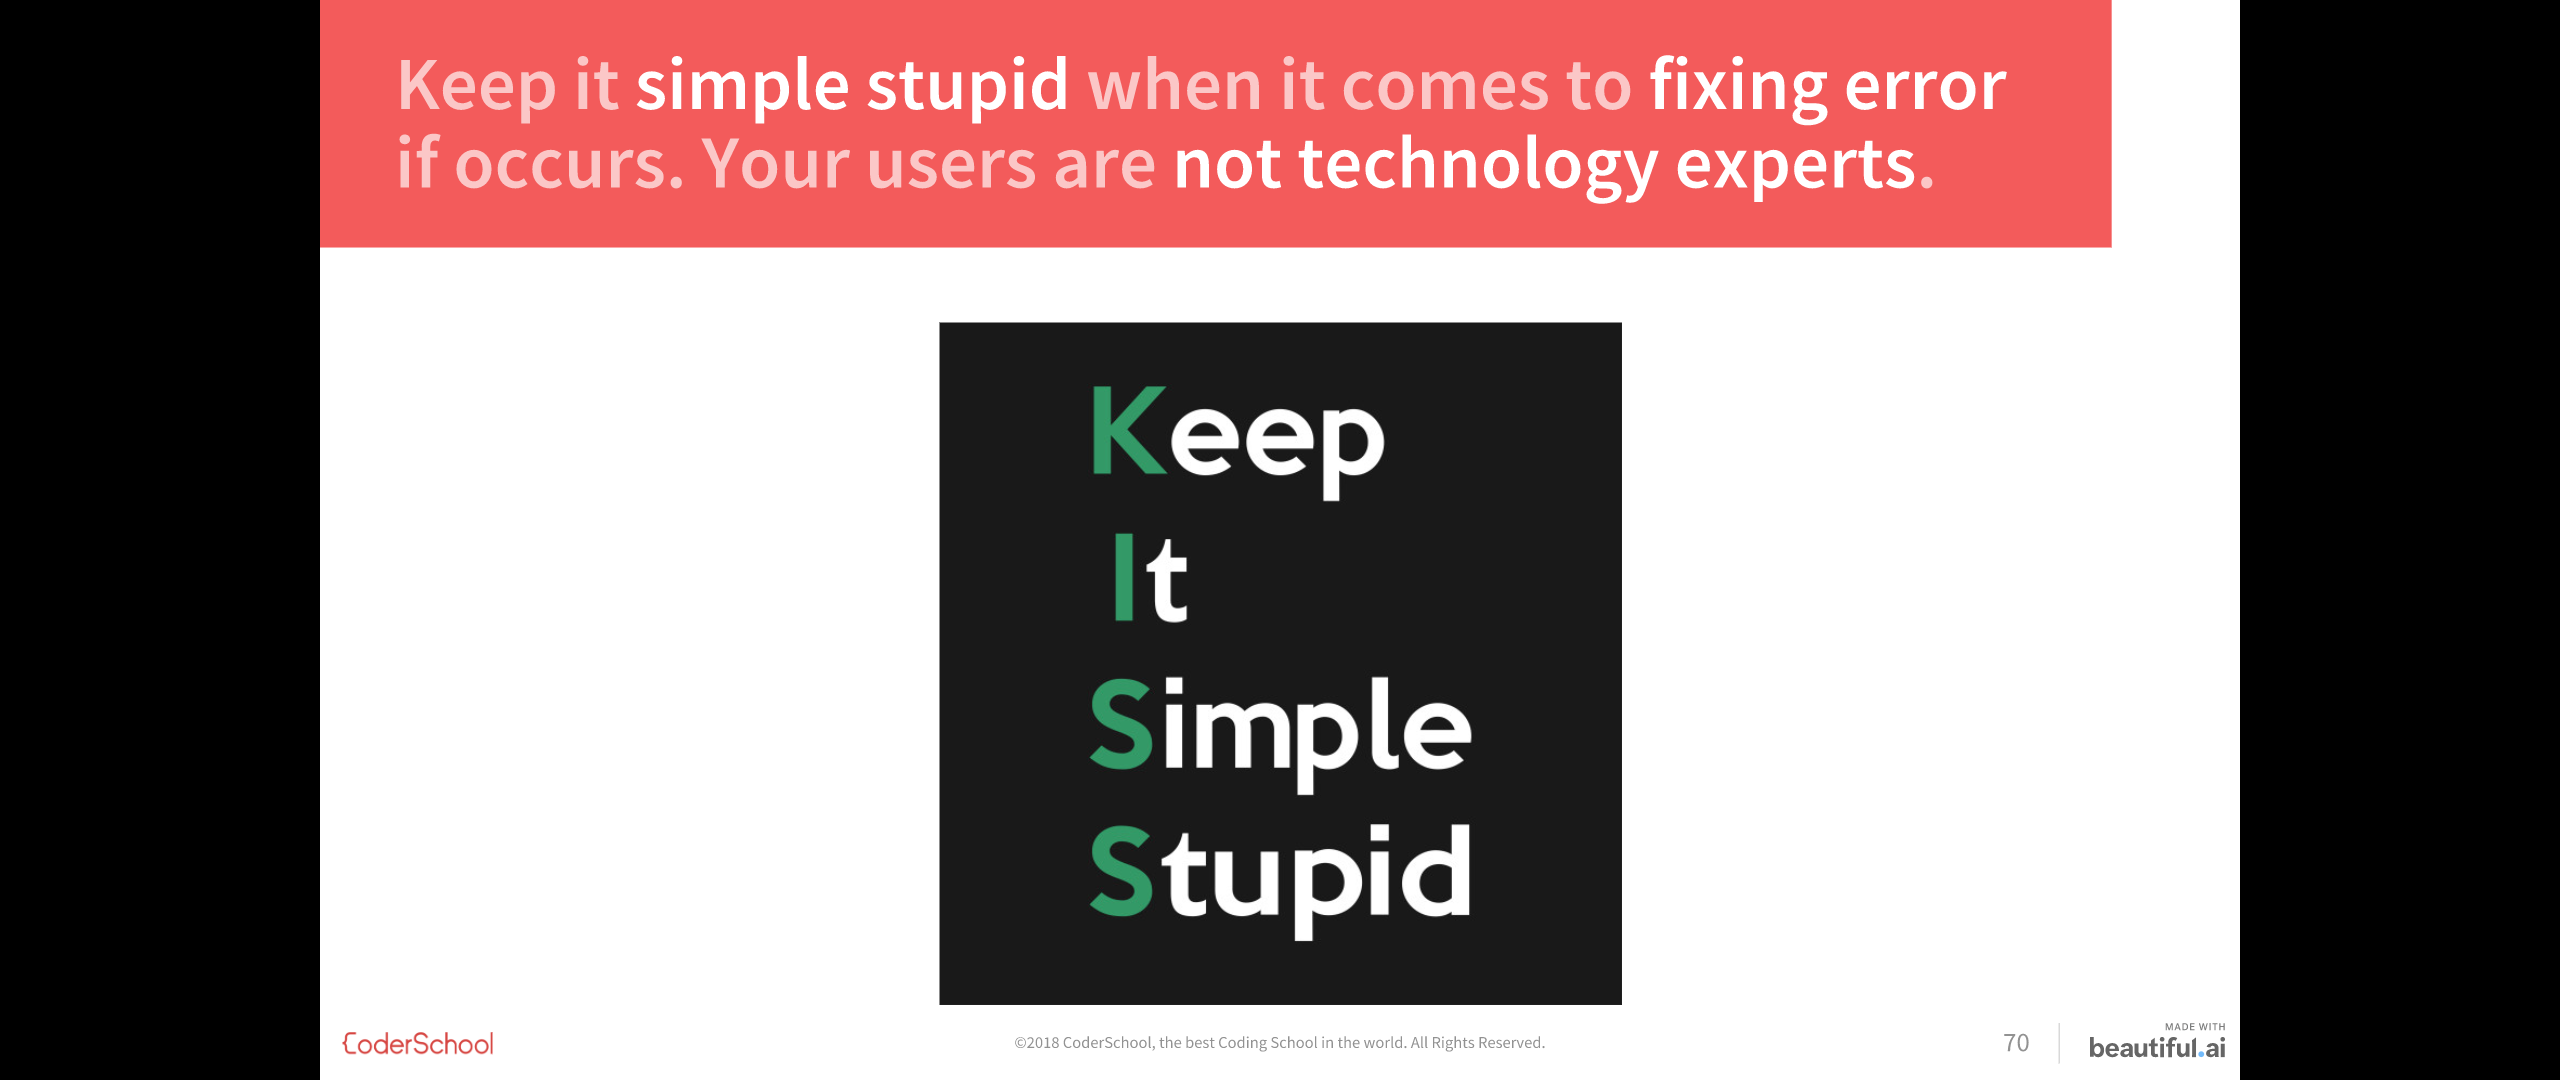 Keep it simple stupid when it comes to fixing error
if occurs. Your users are not technology experts.
Keep
It
Simple
Stupid
CoderSchool
©2018 CoderSchool, the best Coding School in the world. All Rights Reserved.
70
MADE WITH
beautiful.ai